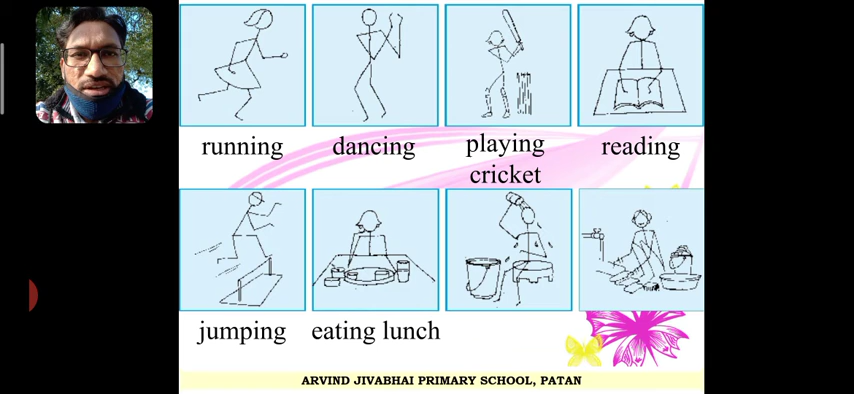 running
dancing
playing
cricket
reading
jumping
eating lunch
ARVIND JIVABHAI PRIMARY SCHOOL, PATAN